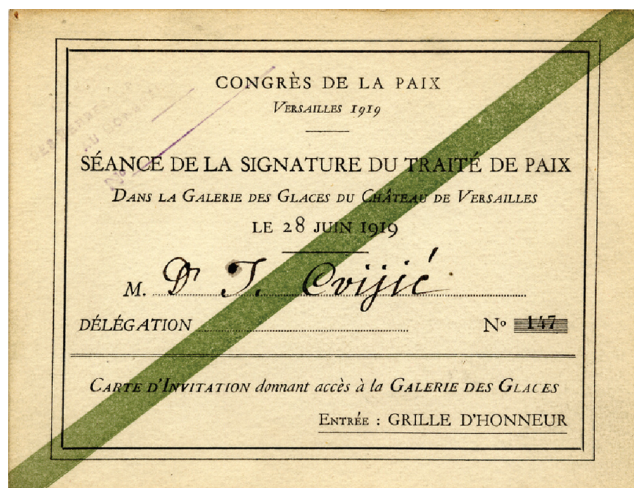 CONGRÈS DE LA PAIX
VERSAILLES 1919
SÉANCE DE LA SIGNATURE DU TRAITÉ DE PAIX
DANS LA GALERIE DES GLACES DU CHÂTEAU DE VERSAILLES
LE 28 JUIN 1919
M. Dr J. Cvijić
DÉLÉGATION Nº 147
CARTE D'INVITATION donnant accès à la GALERIE DES GLACES
ENTRÉE : GRILLE D'HONNEUR